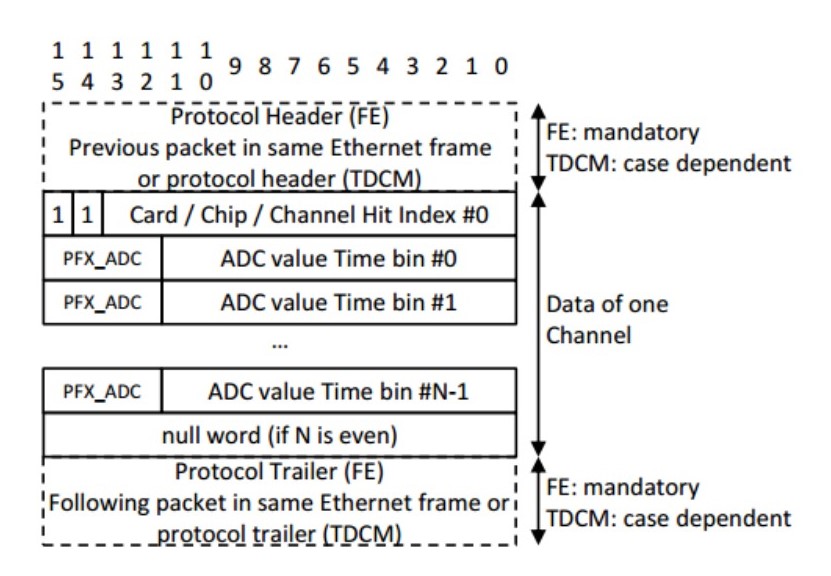 1 1 1 1 1 1
5 4 3 2 1 0 9 8 7 6 5 4 3 2 1 0
Protocol Header (FE)
Previous packet in same Ethernet frame
or protocol header (TDCM)
FE: mandatory
TDCM: case dependent
1 1 Card / Chip / Channel Hit Index #0
PFX_ADC ADC value Time bin #0
PFX_ADC ADC value Time bin #1
...
PFX_ADC ADC value Time bin #N-1
null word (if N is even)
Data of one
Channel
Protocol Trailer (FE)
Following packet in same Ethernet frame or
protocol trailer (TDCM)
FE: mandatory
TDCM: case dependent